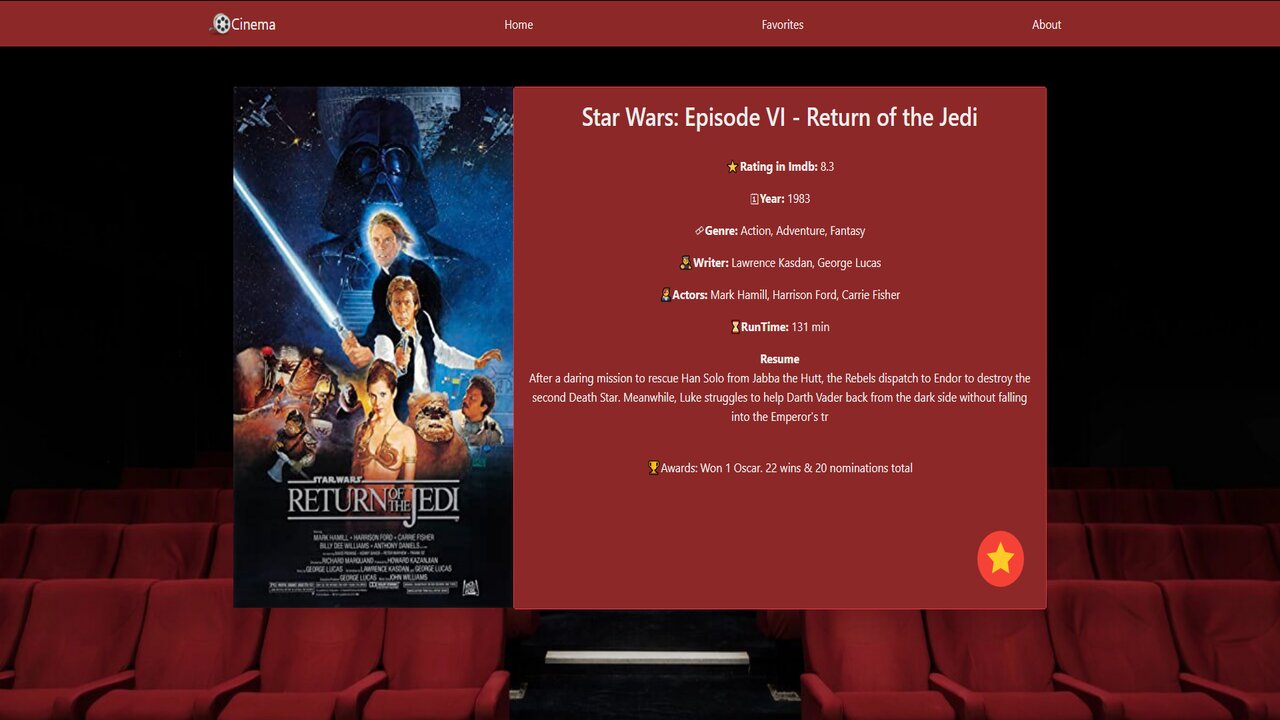 Cinema
Home
Favorites
About
Star Wars: Episode VI - Return of the Jedi
Rating in Imdb: 8.3
Year: 1983
Genre: Action, Adventure, Fantasy
Writer: Lawrence Kasdan, George Lucas
Actors: Mark Hamill, Harrison Ford, Carrie Fisher
RunTime: 131 min
Resume
After a daring mission to rescue Han Solo from Jabba the Hutt, the Rebels dispatch to Endor to destroy the
second Death Star. Meanwhile, Luke struggles to help Darth Vader back from the dark side without falling
into the Emperor's tr
Awards: Won 1 Oscar. 22 wins & 20 nominations total
STAR WARS
RETURN OF THE JEDI
MARK HAMILL • HARRISON FORD • CARRIE FISHER
BILLY DEE WILLIAMS • ANTHONY DANIELS
RICHARD MARQUAND HOWARD KAZANJIAN
GEORGE LUCAS LAWRENCE KASDAN GEORGE LUCAS
GEORGE LUCAS JOHN WILLIAMS